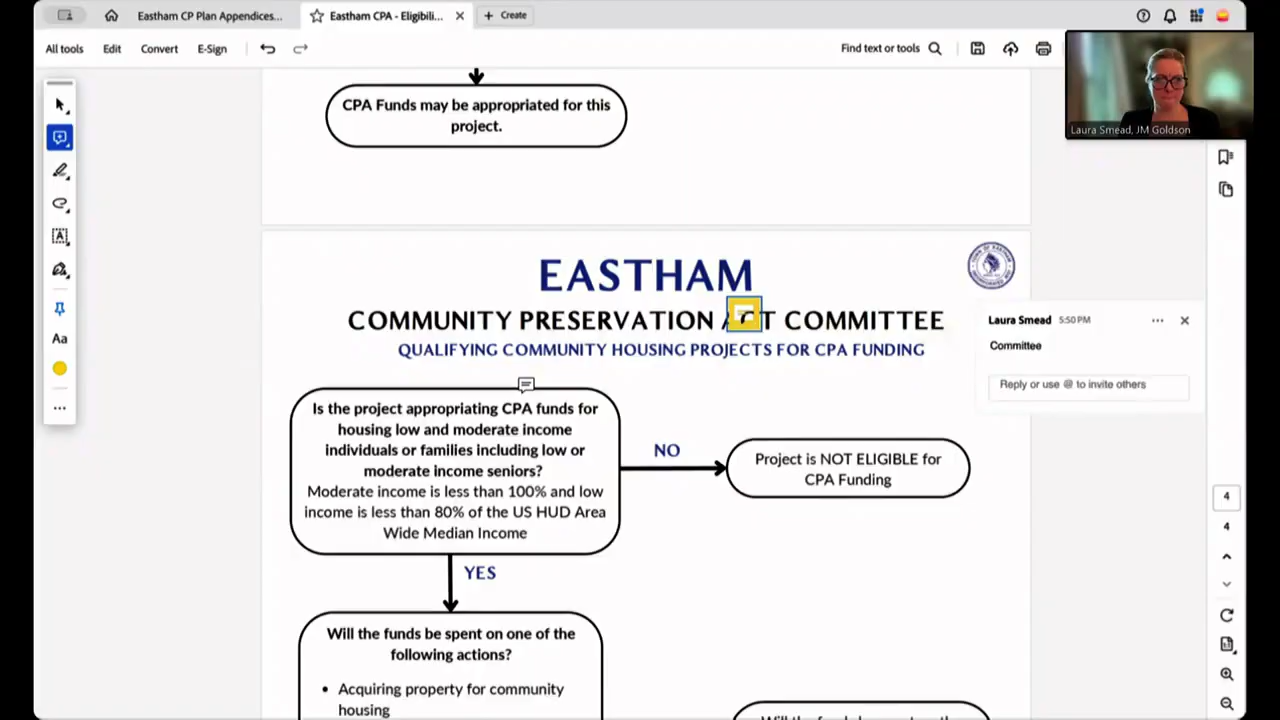 Eastham CP Plan Appendices...
Eastham CPA - Eligibili...
Create
All tools
Edit
Convert
E-Sign
Find text or tools
Laura Smead, JM Goldson
CPA Funds may be appropriated for this
project.
EASTHAM
COMMUNITY PRESERVATION ACT COMMITTEE
QUALIFYING COMMUNITY HOUSING PROJECTS FOR CPA FUNDING
Laura Smead 5:50 PM
Committee
Reply or use @ to invite others
Is the project appropriating CPA funds for
housing low and moderate income
individuals or families including low or
moderate income seniors?
Moderate income is less than 100% and low
income is less than 80% of the US HUD Area
Wide Median Income
NO
Project is NOT ELIGIBLE for
CPA Funding
YES
Will the funds be spent on one of the
following actions?
• Acquiring property for community
housing
Aa
4
4